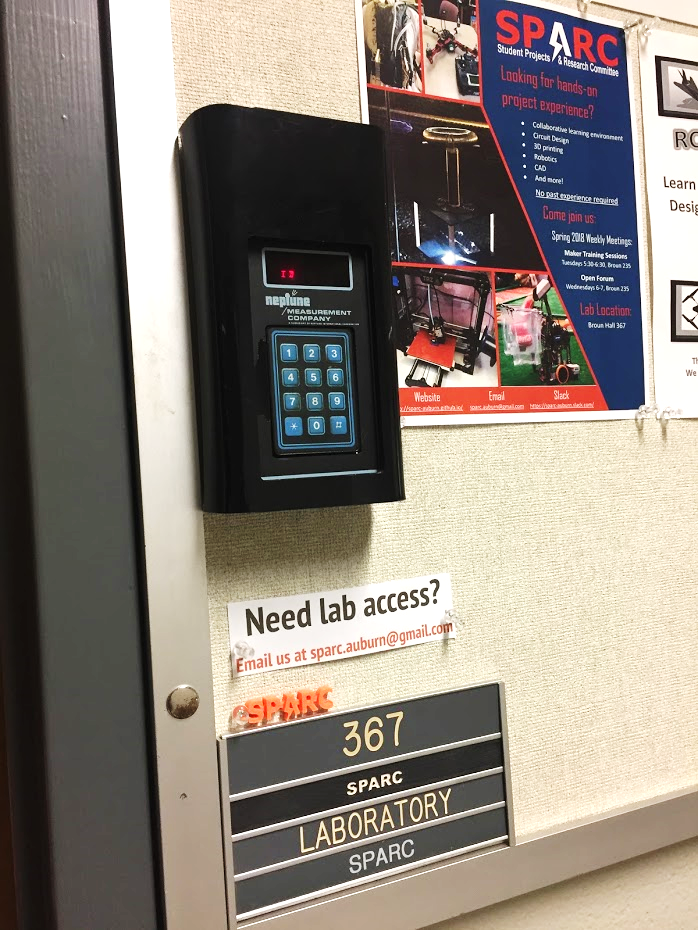 SPARC
Student Projects & Research Committee
Looking for hands-on
project experience?
• Collaborative learning environment
• Circuit Design
• 3D printing
• Robotics
• CAD
• And more!
No past experience required
Come join us:
Spring 2018 Weekly Meetings:
Maker Training Sessions
Tuesdays 5:30-6:30, Broun 235
Open Forum
Wednesdays 6-7, Broun 235
Lab Location:
Broun Hall 367
Website Email Slack
sparc.auburn@gmail.com https://sparc-auburn.slack.com/
RO
Learn
Desig
Th
We
neptune
MEASUREMENT
COMPANY
1 2 3
4 5 6
7 8 9
* 0 #
Need lab access?
Email us at sparc.auburn@gmail.com
SPARC
367
SPARC
LABORATORY
SPARC